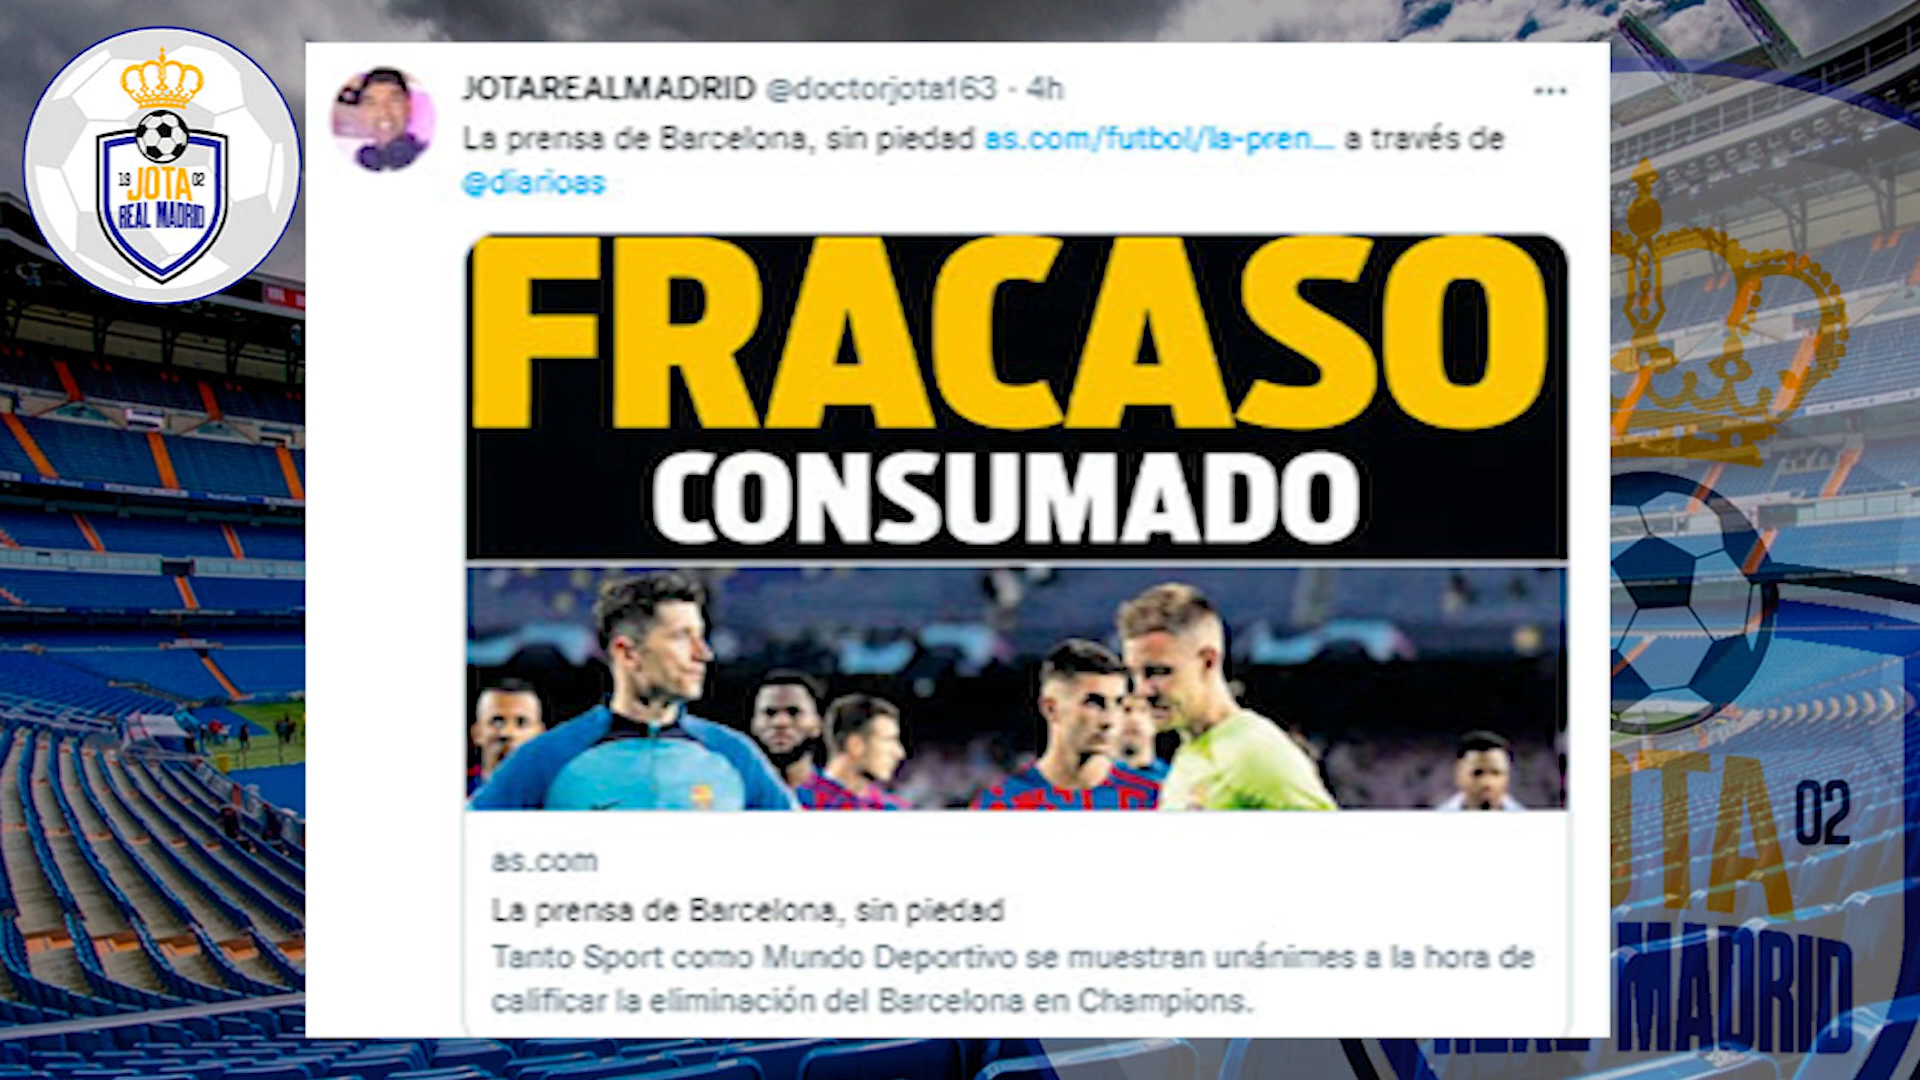 19 JOTA 02
REAL MADRID
JOTAREALMADRID @doctorjota163 · 4h
La prensa de Barcelona, sin piedad as.com/futbol/la-pren... a través de
@diarioas
FRACASO
CONSUMADO
as.com
La prensa de Barcelona, sin piedad
Tanto Sport como Mundo Deportivo se muestran unánimes a la hora de
calificar la eliminación del Barcelona en Champions.
OTA 02
REAL MADRID